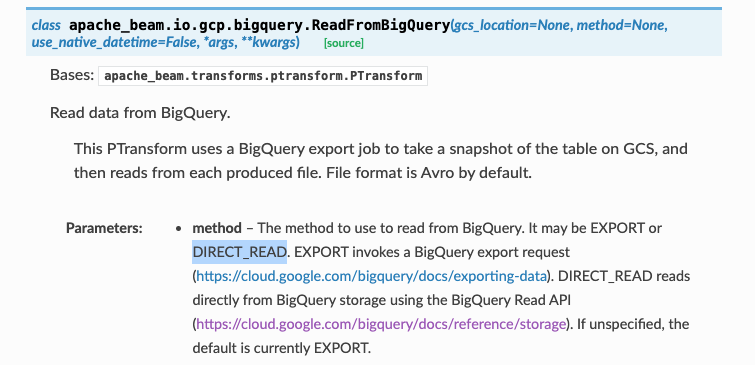 class apache_beam.io.gcp.bigquery.ReadFromBigQuery(gcs_location=None, method=None,
use_native_datetime=False, *args, **kwargs) [source]
Bases: apache_beam.transforms.ptransform.PTransform
Read data from BigQuery.
This PTransform uses a BigQuery export job to take a snapshot of the table on GCS, and
then reads from each produced file. File format is Avro by default.
Parameters: • method – The method to use to read from BigQuery. It may be EXPORT or
DIRECT_READ. EXPORT invokes a BigQuery export request
(https://cloud.google.com/bigquery/docs/exporting-data). DIRECT_READ reads
directly from BigQuery storage using the BigQuery Read API
(https://cloud.google.com/bigquery/docs/reference/storage). If unspecified, the
default is currently EXPORT.